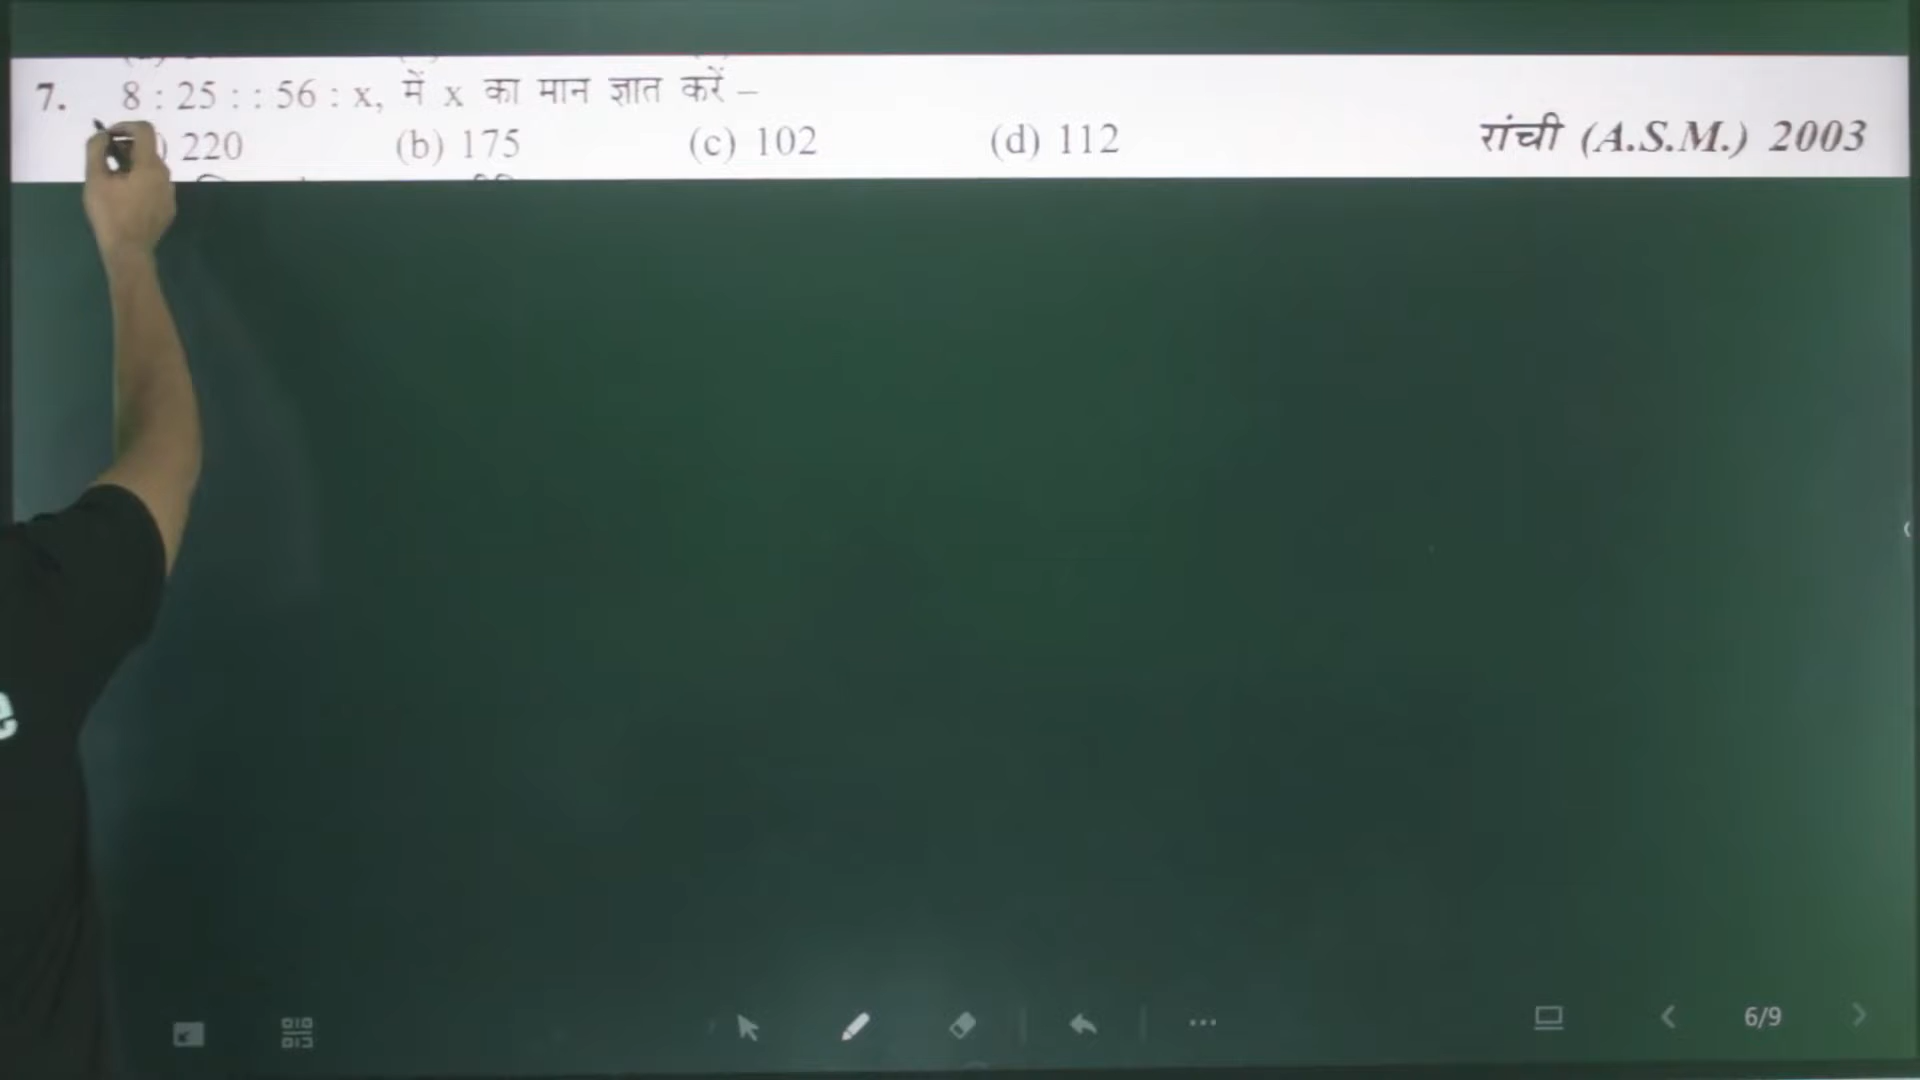 7. 8 : 25 : : 56 : x, में x का मान ज्ञात करें –
) 220 (b) 175 (c) 102 (d) 112
रांची (A.S.M.) 2003
e
6/9